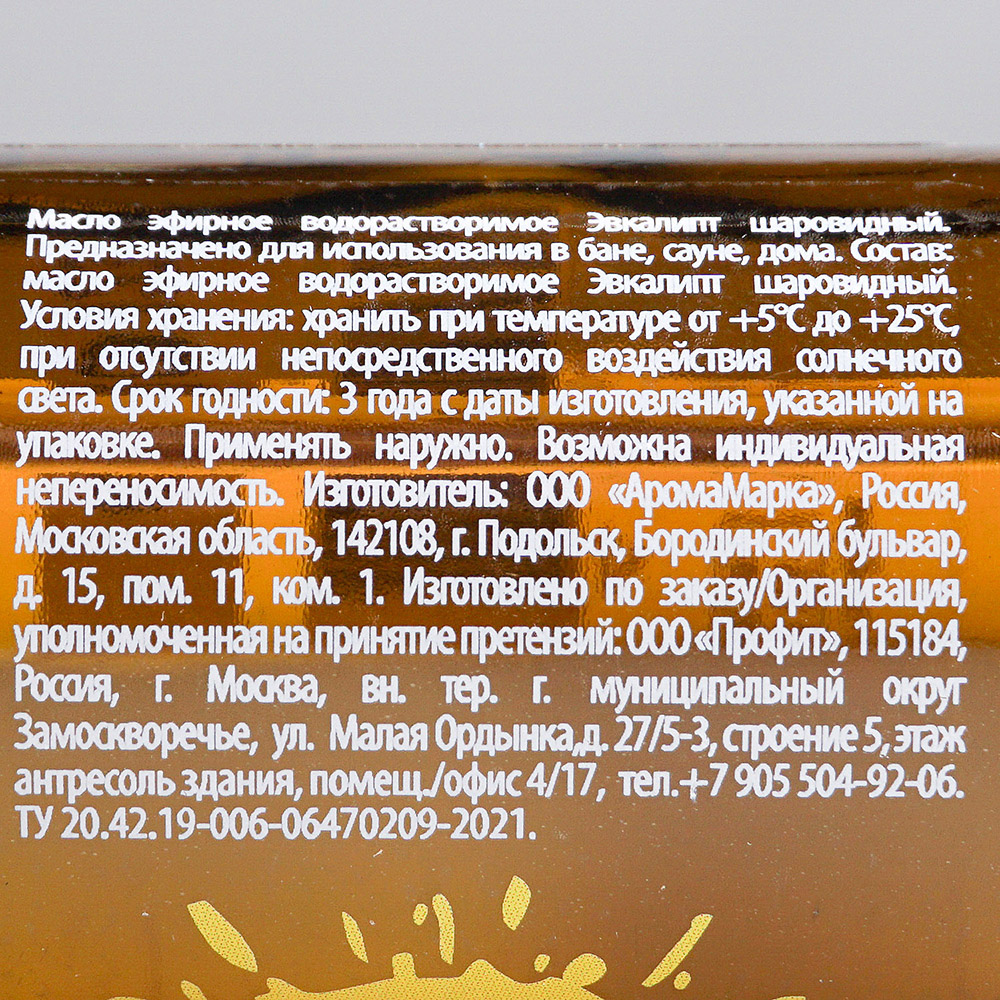 Масло эфирное водорастворимое Эвкалипт шаровидный.
Предназначено для использования в бане, сауне, дома. Состав:
масло эфирное водорастворимое Эвкалипт шаровидный.
Условия хранения: хранить при температуре от +5°С до +25°С,
при отсутствии непосредственного воздействия солнечного
света. Срок годности: 3 года с даты изготовления, указанной на
упаковке. Применять наружно. Возможна индивидуальная
непереносимость. Изготовитель: ООО «АромаМарка», Россия,
Московская область, 142108, г. Подольск, Бородинский бульвар,
д. 15, пом. 11, ком. 1. Изготовлено по заказу/Организация,
уполномоченная на принятие претензий: ООО «Профит», 115184,
Россия, г. Москва, вн. тер. г. муниципальный округ
Замоскворечье, ул. Малая Ордынка,д. 27/5-3, строение 5, этаж
антресоль здания, помещ./офис 4/17, тел.+7 905 504-92-06.
ТУ 20.42.19-006-06470209-2021.